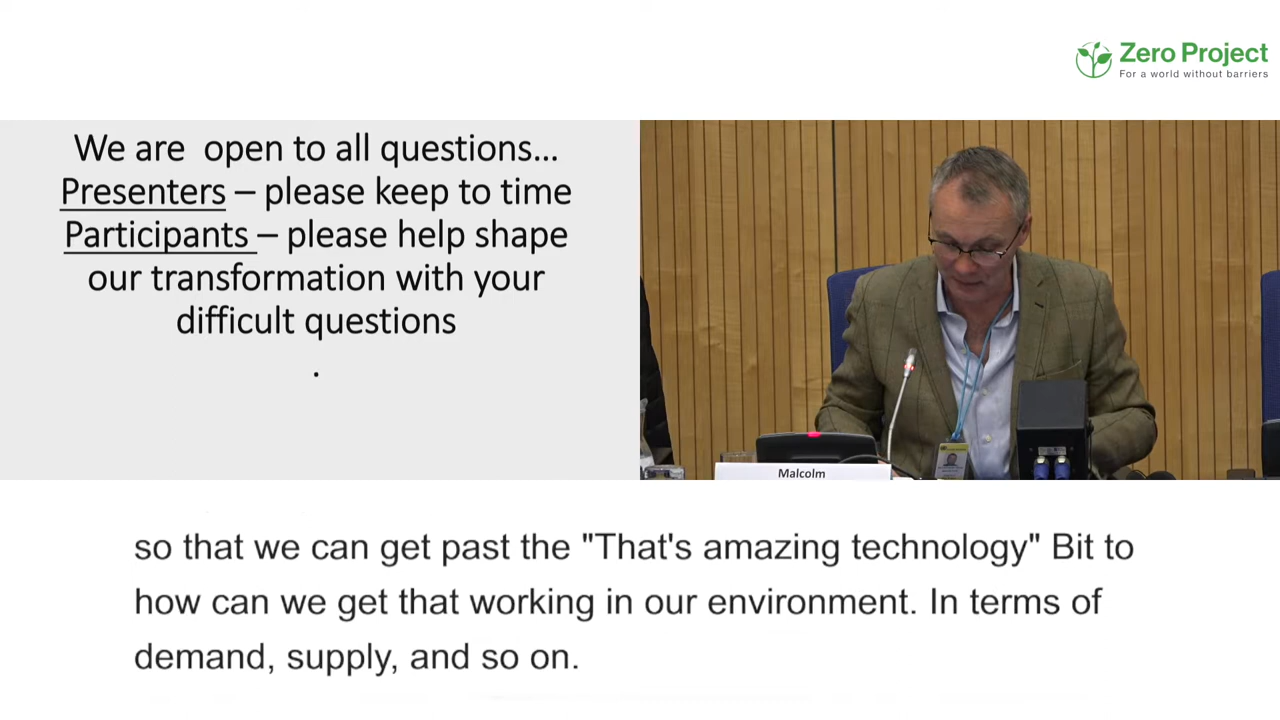 Zero Project
For a world without barriers
We are  open to all questions...
Presenters – please keep to time
Participants – please help shape
our transformation with your
difficult questions
.
Malcolm
so that we can get past the "That's amazing technology" Bit to
how can we get that working in our environment. In terms of
demand, supply, and so on.